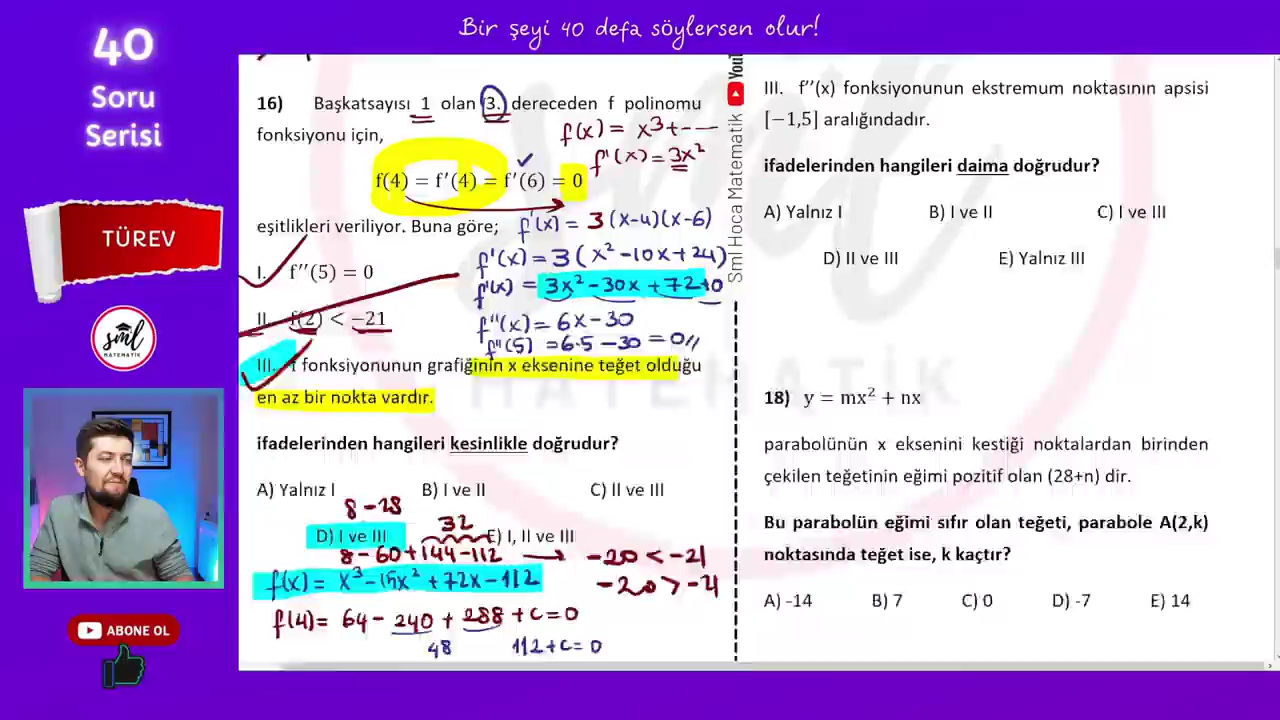 Bir şeyi 40 defa söylersen olur!
40
Soru
Serisi
TÜREV
sml
MATEMATİK
ABONE OL
16) Başkatsayısı 1 olan 3. dereceden f polinomu
fonksiyonu için,
f(x) = x³ + ---
f'(x) = 3x²
f(4) = f′(4) = f′(6) = 0
eşitlikleri veriliyor. Buna göre;
f'(x) = 3(x-4)(x-6)
f'(x) = 3(x²-10x+24)
I. f′′(5) = 0
f'(x) = 3x²-30x+72+0
II. f(2) < −21
f''(x) = 6x-30
f''(5) = 6.5-30 = 0//
III. f fonksiyonunun grafiğinin x eksenine teğet olduğu
en az bir nokta vardır.
ifadelerinden hangileri kesinlikle doğrudur?
A) Yalnız I B) I ve II C) II ve III
8-28
32
D) I ve III E) I, II ve III
8-60+144-112 → -20 < -21
f(x) = x³-15x²+72x-112
-20 > -21
f(4) = 64-240+288+c=0
48 112+c=0
Sml Hoca Matematik You
III. f′′(x) fonksiyonunun ekstremum noktasının apsisi
[−1,5] aralığındadır.
ifadelerinden hangileri daima doğrudur?
A) Yalnız I B) I ve II C) I ve III
D) II ve III E) Yalnız III
18) y = mx² + nx
parabolünün x eksenini kestiği noktalardan birinden
çekilen teğetinin eğimi pozitif olan (28+n) dir.
Bu parabolün eğimi sıfır olan teğeti, parabole A(2,k)
noktasında teğet ise, k kaçtır?
A) -14 B) 7 C) 0 D) -7 E) 14
MATEMATİK